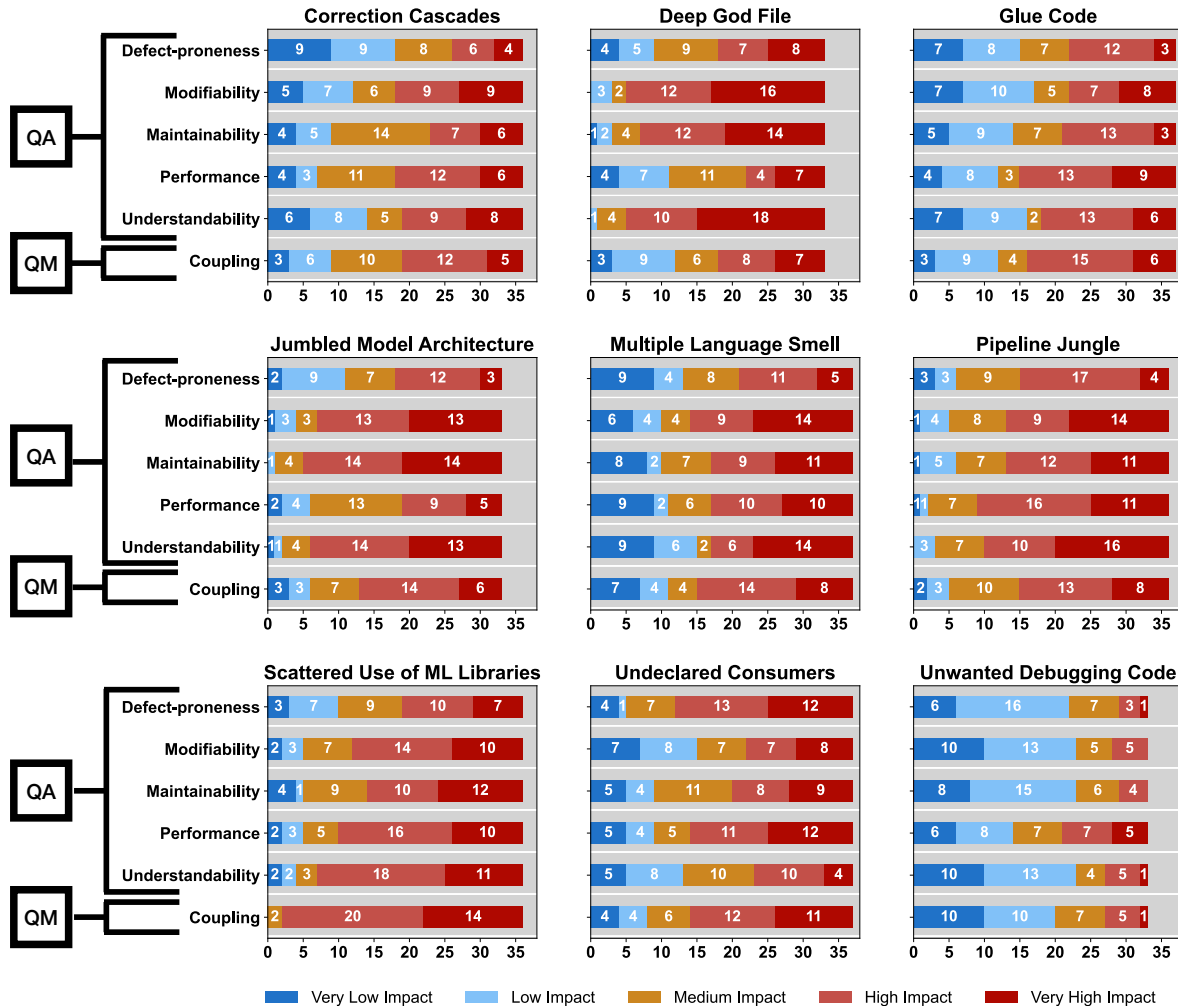 Correction Cascades Deep God File Glue Code
Defect-proneness 9 9 8 6 4 4 5 9 7 8 7 8 7 12 3
Modifiability 5 7 6 9 9 3 2 12 16 7 10 5 7 8
QA
Maintainability 4 5 14 7 6 1 2 4 12 14 5 9 7 13 3
Performance 4 3 11 12 6 4 7 11 4 7 4 8 3 13 9
Understandability 6 8 5 9 8 1 4 10 18 7 9 2 13 6
QM
Coupling 3 6 10 12 5 3 9 6 8 7 3 9 4 15 6
0 5 10 15 20 25 30 35 0 5 10 15 20 25 30 35 0 5 10 15 20 25 30 35
Jumbled Model Architecture Multiple Language Smell Pipeline Jungle
Defect-proneness 2 9 7 12 3 9 4 8 11 5 3 3 9 17 4
Modifiability 1 3 3 13 13 6 4 4 9 14 1 4 8 9 14
QA
Maintainability 1 4 14 14 8 2 7 9 11 1 5 6 12 11
Performance 2 4 13 9 5 9 2 6 10 10 1 1 7 16 11
Understandability 1 1 4 14 13 9 6 2 6 14 3 7 10 16
QM
Coupling 3 3 7 14 6 7 4 4 14 8 2 3 10 13 8
0 5 10 15 20 25 30 35 0 5 10 15 20 25 30 35 0 5 10 15 20 25 30 35
Scattered Use of ML Libraries Undeclared Consumers Unwanted Debugging Code
Defect-proneness 3 7 9 10 7 4 1 7 13 12 6 16 7 3 1
Modifiability 2 3 7 14 10 7 8 7 7 8 10 13 5 5
QA
Maintainability 4 1 9 10 12 5 4 11 8 9 8 15 6 4
Performance 2 3 5 16 10 5 4 5 11 12 6 8 7 7 5
Understandability 2 2 3 18 11 5 8 10 10 4 10 13 4 5 1
QM
Coupling 2 20 14 4 4 6 12 11 10 10 7 5 1
0 5 10 15 20 25 30 35 0 5 10 15 20 25 30 35 0 5 10 15 20 25 30 35
Very Low Impact Low Impact Medium Impact High Impact Very High Impact